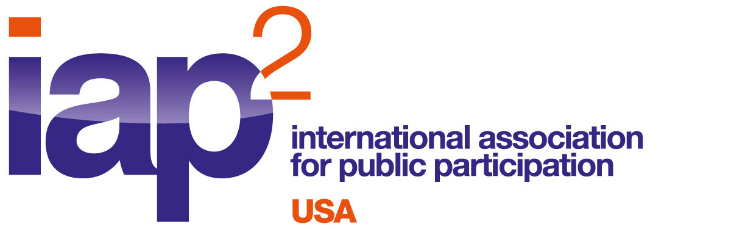 iap2
international association
for public participation
USA